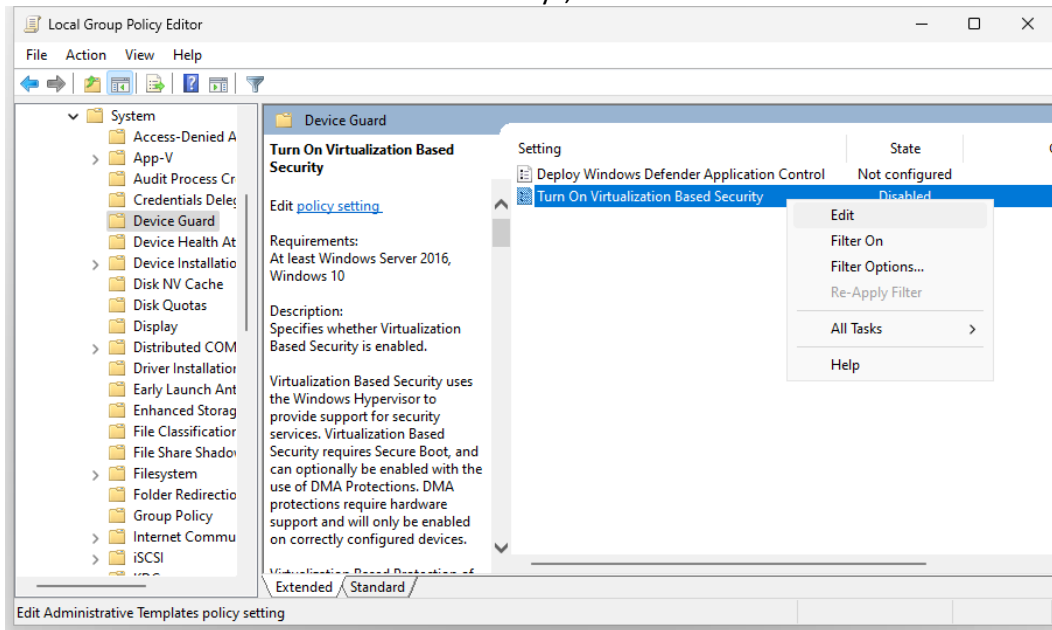 Local Group Policy Editor
File Action View Help
System
Access-Denied A
App-V
Audit Process Cr
Credentials Deleg
Device Guard
Device Health At
Device Installatio
Disk NV Cache
Disk Quotas
Display
Distributed COM
Driver Installation
Early Launch Ant
Enhanced Storag
File Classification
File Share Shadow
Filesystem
Folder Redirectio
Group Policy
Internet Commu
iSCSI
Device Guard
Turn On Virtualization Based
Security
Edit policy setting
Requirements:
At least Windows Server 2016,
Windows 10
Description:
Specifies whether Virtualization
Based Security is enabled.
Virtualization Based Security uses
the Windows Hypervisor to
provide support for security
services. Virtualization Based
Security requires Secure Boot, and
can optionally be enabled with the
use of DMA Protections. DMA
protections require hardware
support and will only be enabled
on correctly configured devices.
Setting State
Deploy Windows Defender Application Control Not configured
Turn On Virtualization Based Security Disabled
Edit
Filter On
Filter Options...
Re-Apply Filter
All Tasks
Help
Extended Standard
Edit Administrative Templates policy setting